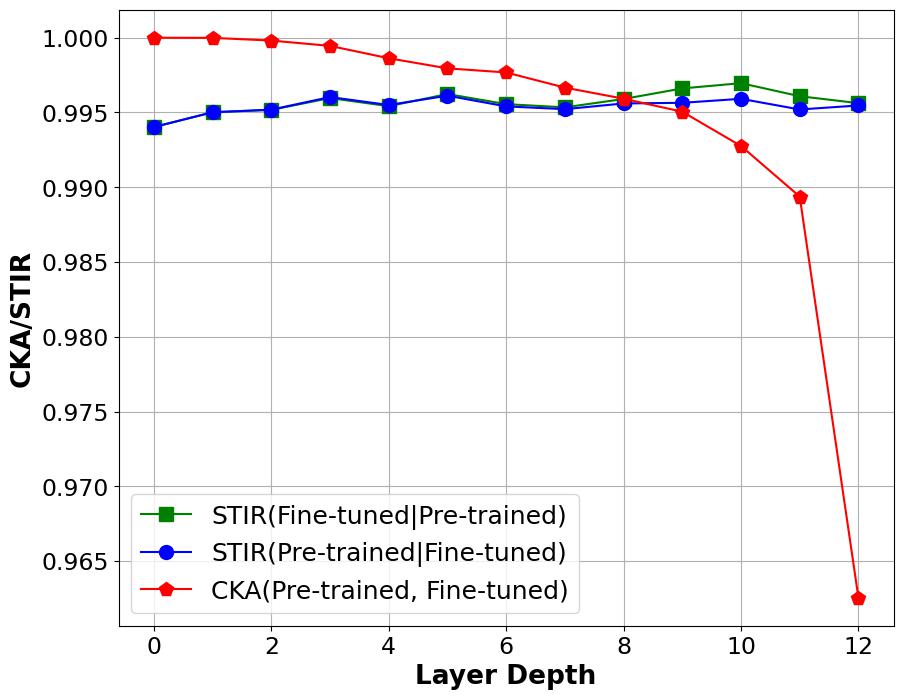 1.000
0.995
0.990
0.985
0.980
0.975
0.970
0.965
CKA/STIR
STIR(Fine-tuned|Pre-trained)
STIR(Pre-trained|Fine-tuned)
CKA(Pre-trained, Fine-tuned)
0 2 4 6 8 10 12
Layer Depth